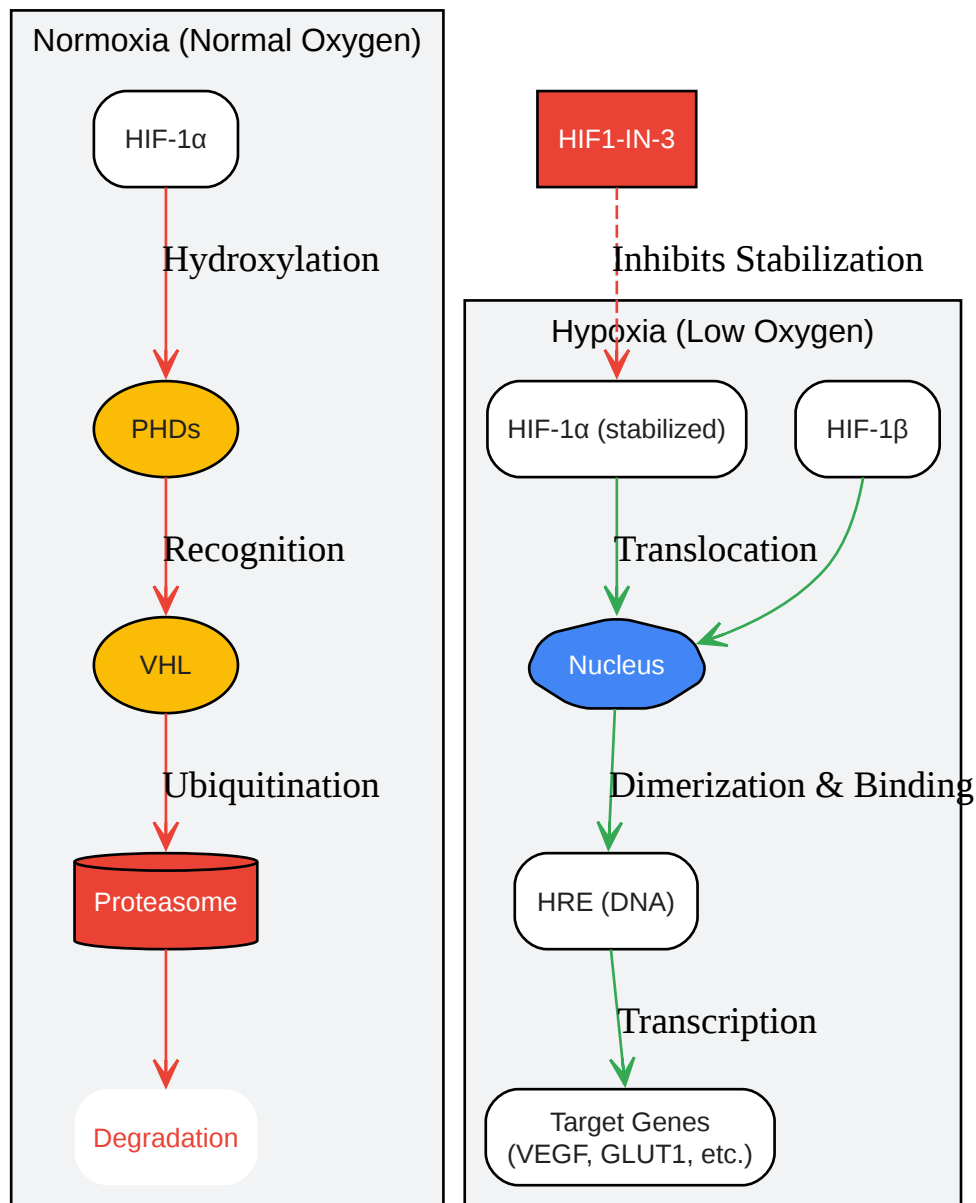 Normoxia (Normal Oxygen)
HIF-1α
Hydroxylation
PHDs
Recognition
VHL
Ubiquitination
Proteasome
Degradation
HIF1-IN-3
Inhibits Stabilization
Hypoxia (Low Oxygen)
HIF-1α (stabilized)
HIF-1β
Translocation
Nucleus
Dimerization & Binding
HRE (DNA)
Transcription
Target Genes
(VEGF, GLUT1, etc.)